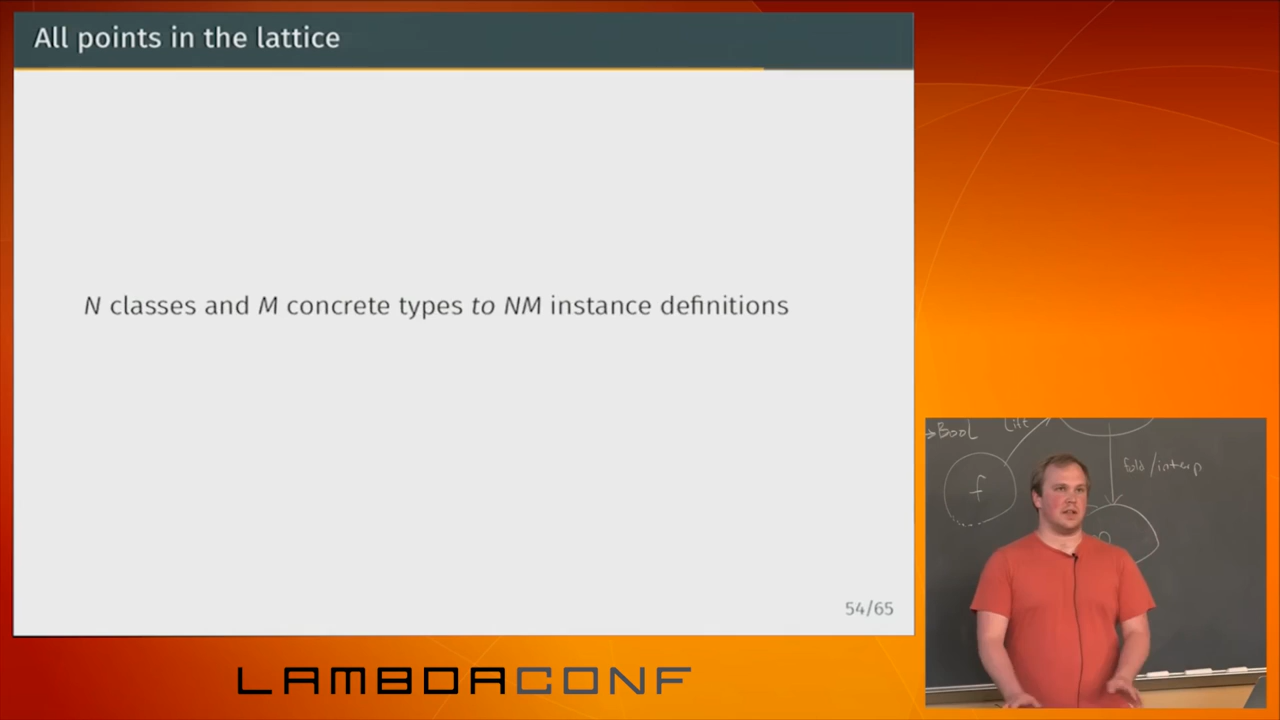 All points in the lattice
N classes and M concrete types to NM instance definitions
54/65
→Bool
Lift
f
fold/interp
LAMBDACONF